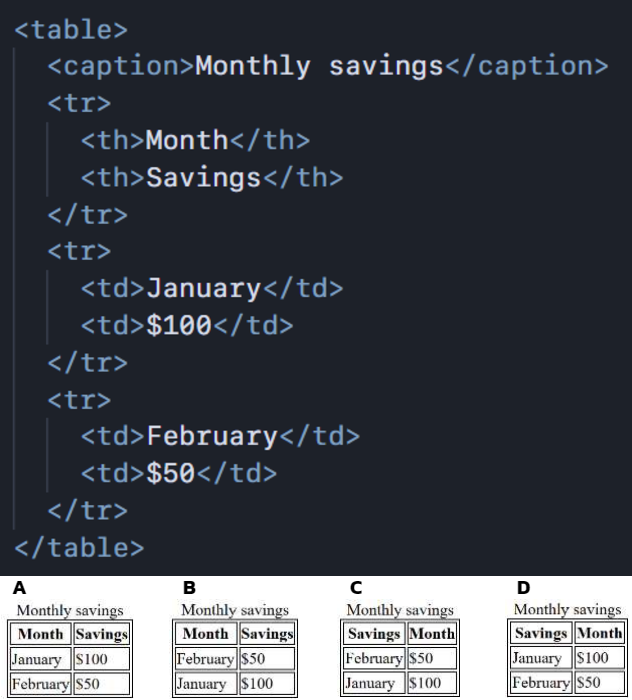 <table>
<caption>Monthly savings</caption>
<tr>
<th>Month</th>
<th>Savings</th>
</tr>
<tr>
<td>January</td>
<td>$100</td>
</tr>
<tr>
<td>February</td>
<td>$50</td>
</tr>
</table>
A B C D
Monthly savings Monthly savings Monthly savings Monthly savings
Month Savings Month Savings Savings Month Savings Month
January $100 February $50 February $50 January $100
February $50 January $100 January $100 February $50